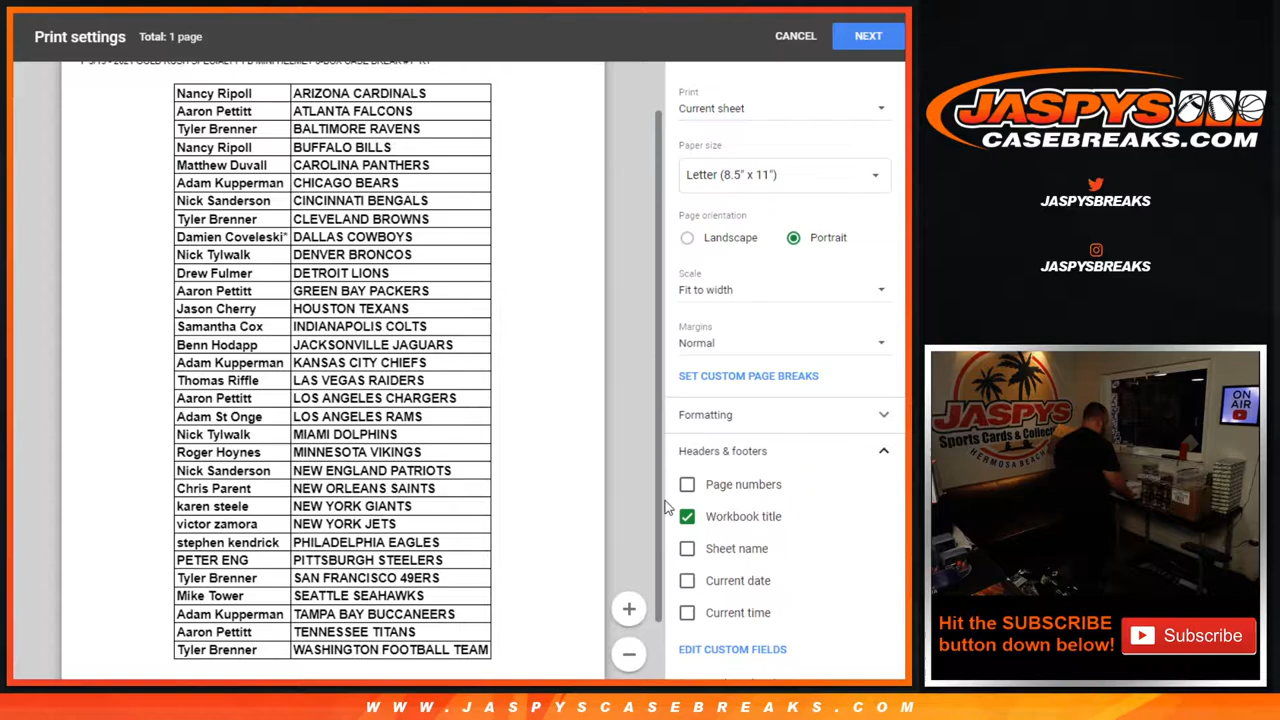 Print settings Total: 1 page CANCEL NEXT
Nancy Ripoll ARIZONA CARDINALS
Aaron Pettitt ATLANTA FALCONS
Tyler Brenner BALTIMORE RAVENS
Nancy Ripoll BUFFALO BILLS
Matthew Duvall CAROLINA PANTHERS
Adam Kupperman CHICAGO BEARS
Nick Sanderson CINCINNATI BENGALS
Tyler Brenner CLEVELAND BROWNS
Damien Coveleski* DALLAS COWBOYS
Nick Tylwalk DENVER BRONCOS
Drew Fulmer DETROIT LIONS
Aaron Pettitt GREEN BAY PACKERS
Jason Cherry HOUSTON TEXANS
Samantha Cox INDIANAPOLIS COLTS
Benn Hodapp JACKSONVILLE JAGUARS
Adam Kupperman KANSAS CITY CHIEFS
Thomas Riffle LAS VEGAS RAIDERS
Aaron Pettitt LOS ANGELES CHARGERS
Adam St Onge LOS ANGELES RAMS
Nick Tylwalk MIAMI DOLPHINS
Roger Hoynes MINNESOTA VIKINGS
Nick Sanderson NEW ENGLAND PATRIOTS
Chris Parent NEW ORLEANS SAINTS
karen steele NEW YORK GIANTS
victor zamora NEW YORK JETS
stephen kendrick PHILADELPHIA EAGLES
PETER ENG PITTSBURGH STEELERS
Tyler Brenner SAN FRANCISCO 49ERS
Mike Tower SEATTLE SEAHAWKS
Adam Kupperman TAMPA BAY BUCCANEERS
Aaron Pettitt TENNESSEE TITANS
Tyler Brenner WASHINGTON FOOTBALL TEAM
Print
Current sheet
Paper size
Letter (8.5" x 11")
Page orientation
Landscape Portrait
Scale
Fit to width
Margins
Normal
SET CUSTOM PAGE BREAKS
Formatting
Headers & footers
Page numbers
Workbook title
Sheet name
Current date
Current time
EDIT CUSTOM FIELDS
JASPYS
CASEBREAKS.COM
JASPYSBREAKS
JASPYSBREAKS
JASPYS
Sports Cards & Collect
HERMOSA BEACH
ON
AIR
Hit the SUBSCRIBE
button down below!
Subscribe
WWW.JASPYSCASEBREAKS.COM